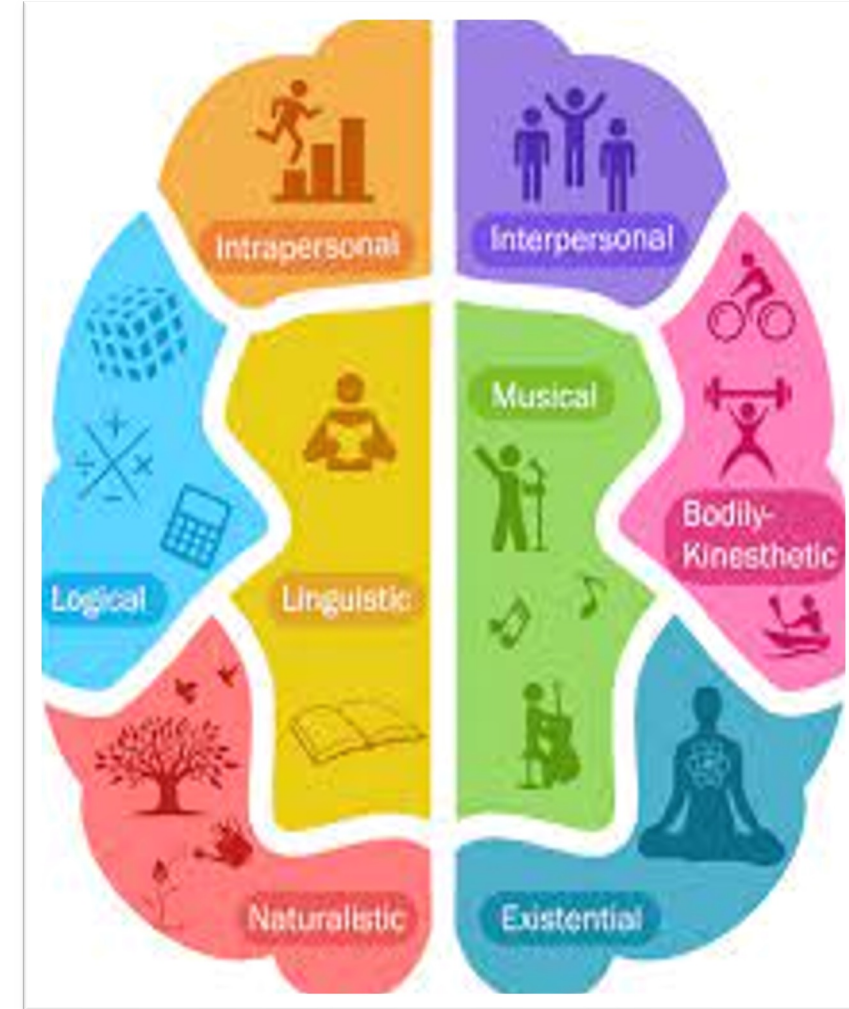 Intrapersonal
Interpersonal
Musical
Bodily-
Kinesthetic
Logical
Linguistic
Naturalistic
Existential